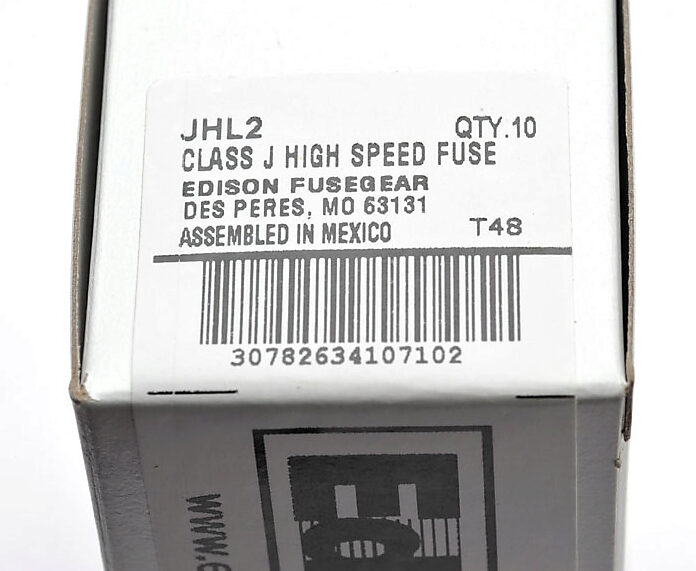 JHL2 QTY.10
CLASS J HIGH SPEED FUSE
EDISON FUSEGEAR
DES PERES, MO 63131
ASSEMBLED IN MEXICO T48
30782634107102